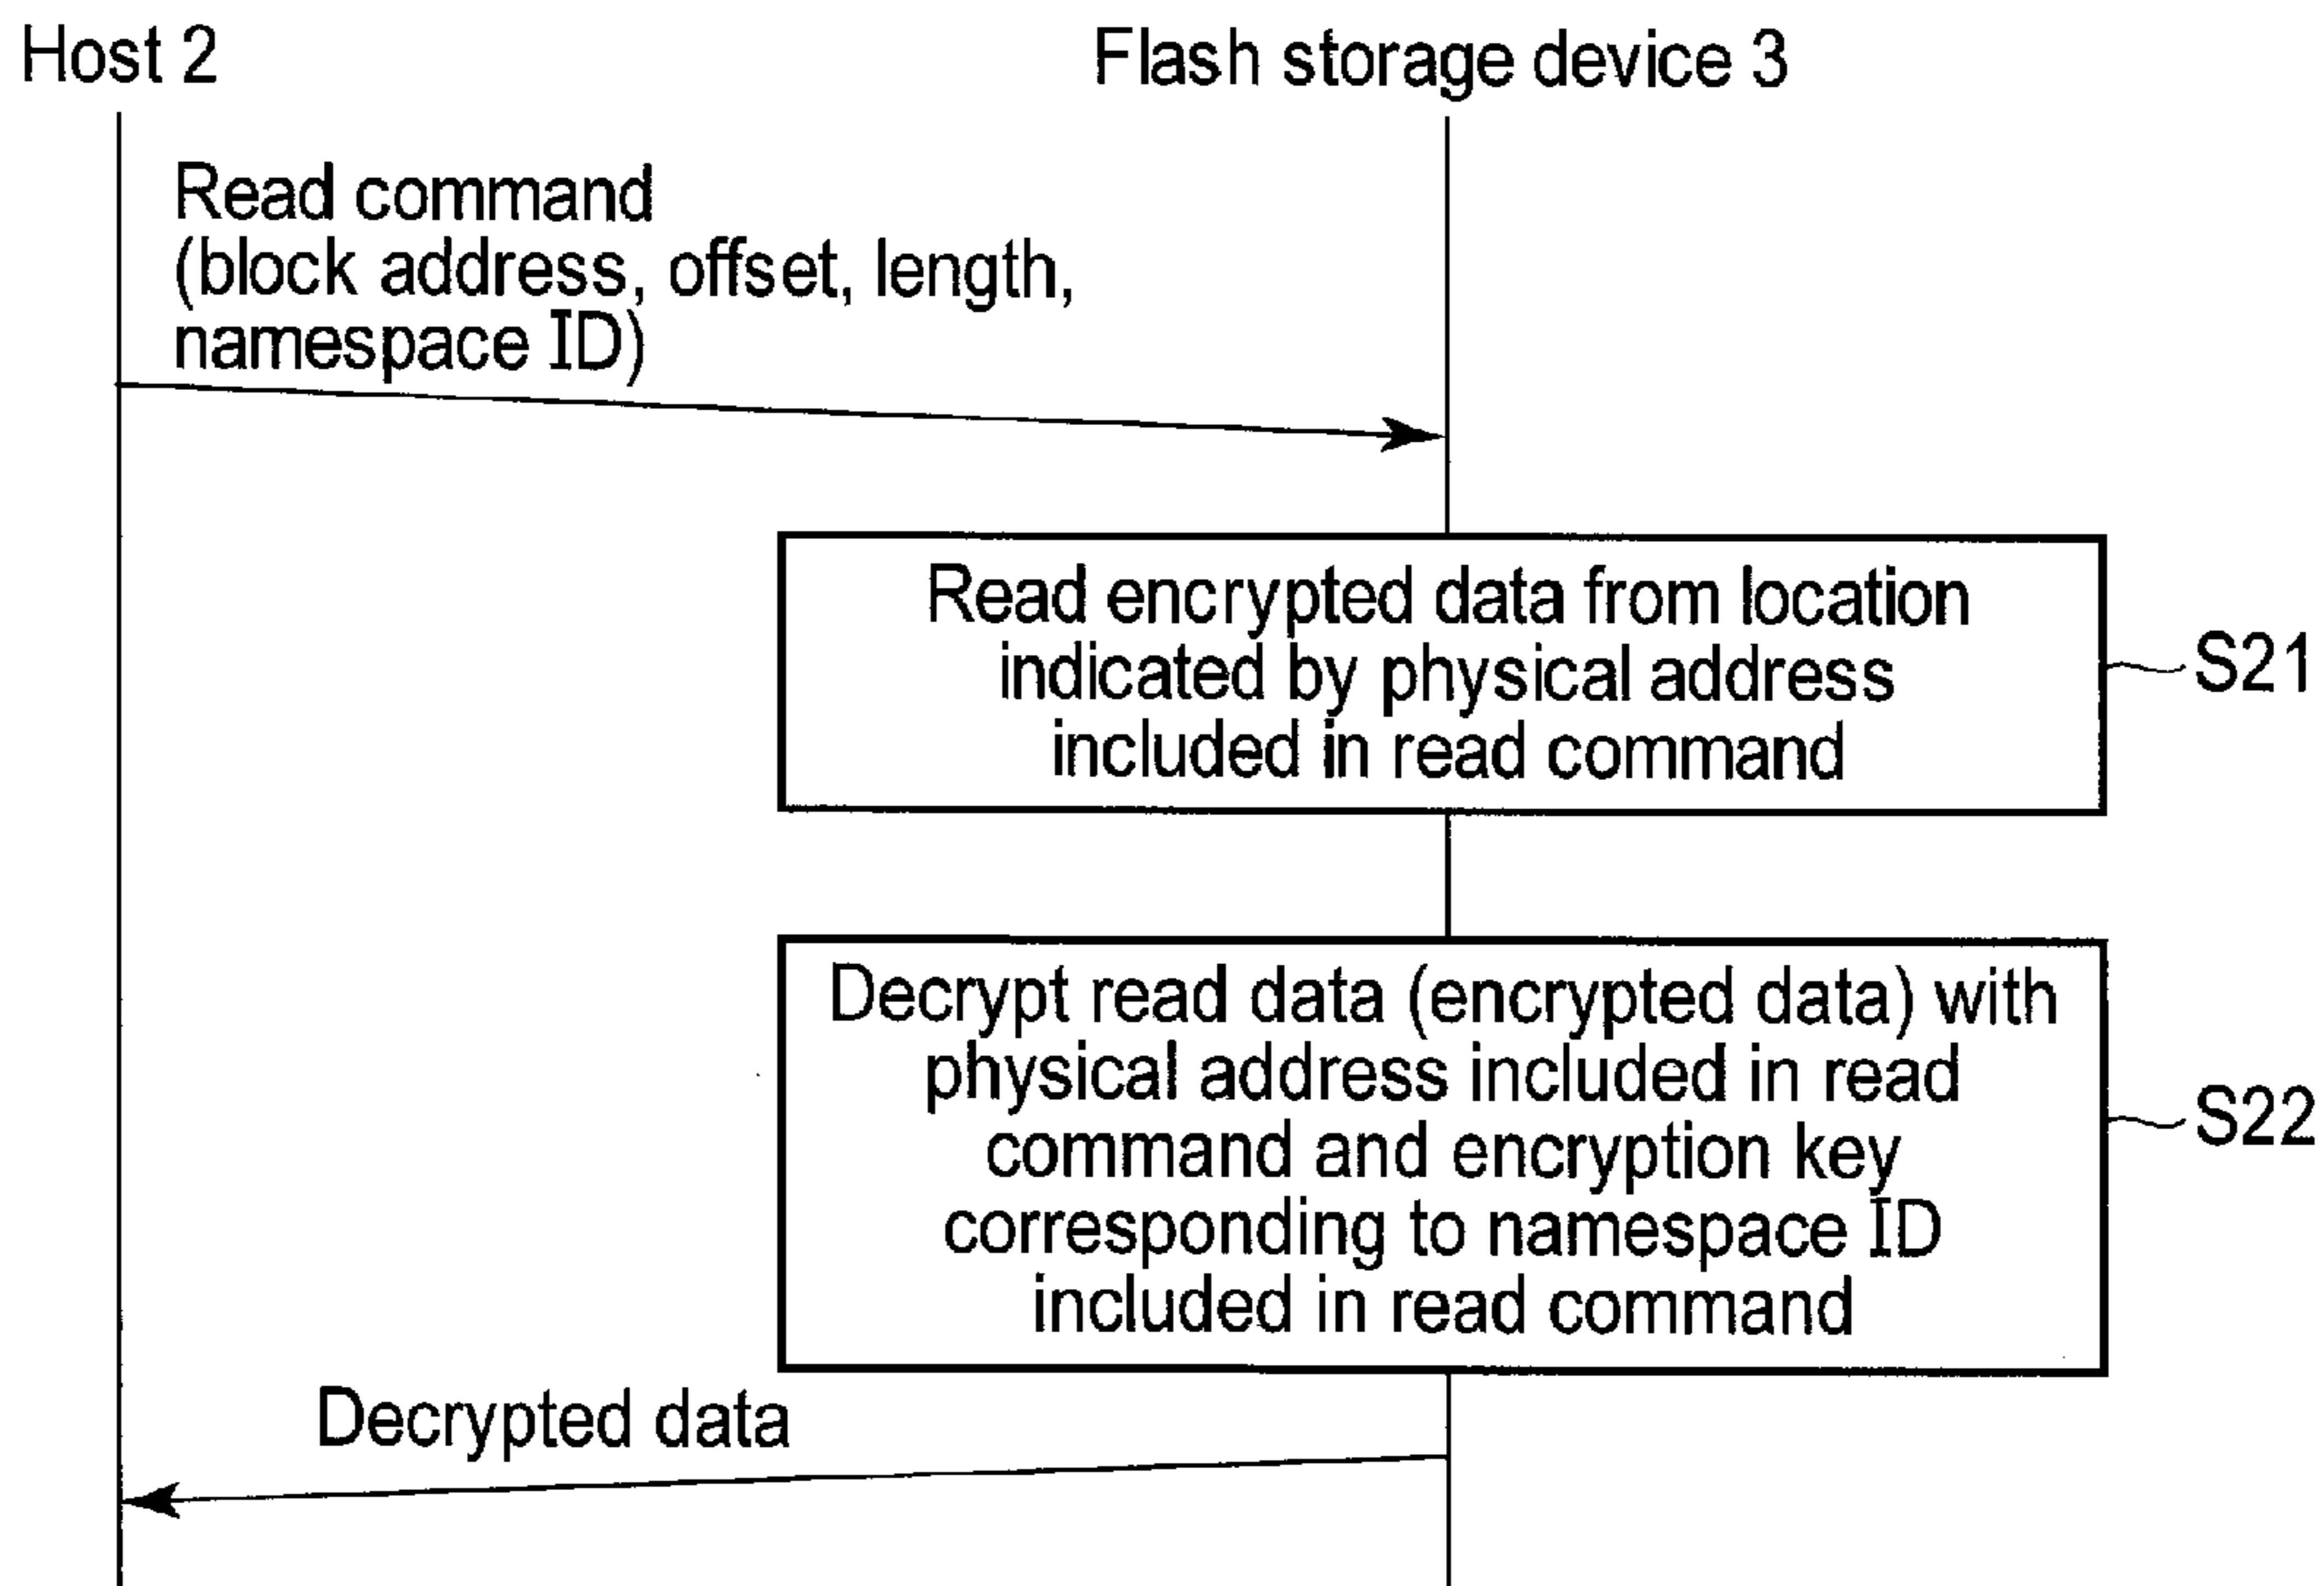 Host 2
Flash storage device 3
Read command
(block address, offset, length,
namespace ID)
Read encrypted data from location
indicated by physical address
included in read command
S21
Decrypt read data (encrypted data) with
physical address included in read
command and encryption key
corresponding to namespace ID
included in read command
S22
Decrypted data